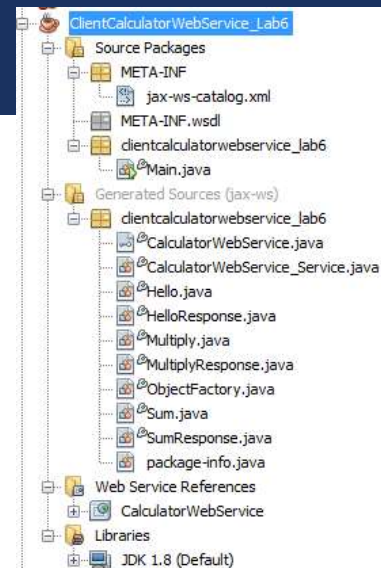 ClientCalculatorWebService_Lab6
Source Packages
META-INF
jax-ws-catalog.xml
META-INF.wsdl
clientcalculatorwebservice_lab6
Main.java
Generated Sources (jax-ws)
clientcalculatorwebservice_lab6
CalculatorWebService.java
CalculatorWebService_Service.java
Hello.java
HelloResponse.java
Multiply.java
MultiplyResponse.java
ObjectFactory.java
Sum.java
SumResponse.java
package-info.java
Web Service References
CalculatorWebService
Libraries
JDK 1.8 (Default)